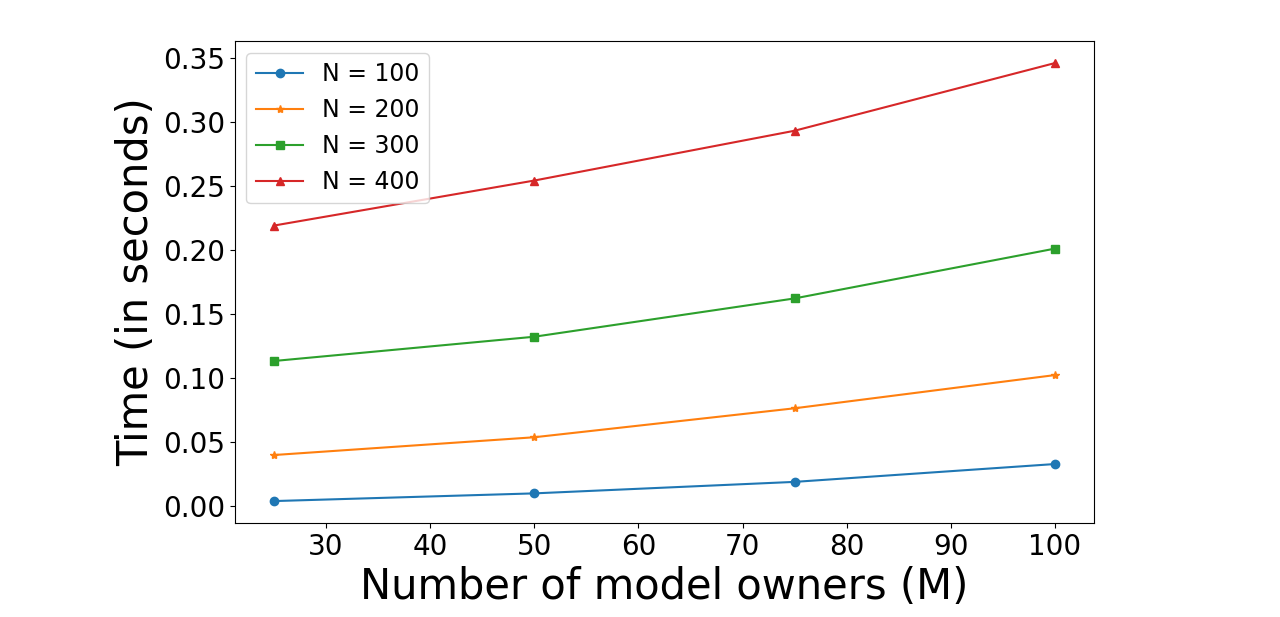 0.35
0.30
0.25
0.20
0.15
0.10
0.05
0.00
Time (in seconds)
N = 100
N = 200
N = 300
N = 400
30 40 50 60 70 80 90 100
Number of model owners (M)